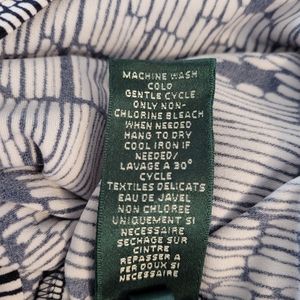 MACHINE WASH
COLD
GENTLE CYCLE
ONLY NON-
CHLORINE BLEACH
WHEN NEEDED
HANG TO DRY
COOL IRON IF
NEEDED/
LAVAGE A 30°
CYCLE
TEXTILES DELICATS
EAU DE JAVEL
NON CHLOREE
UNIQUEMENT SI
NECESSAIRE
SECHAGE SUR
CINTRE
REPASSER A
FER DOUX SI
NECESSAIRE